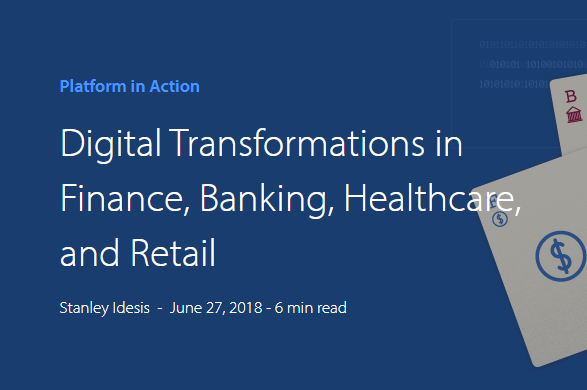 Platform in Action
Digital Transformations in
Finance, Banking, Healthcare,
and Retail
Stanley Idesis - June 27, 2018 - 6 min read
B
$
$